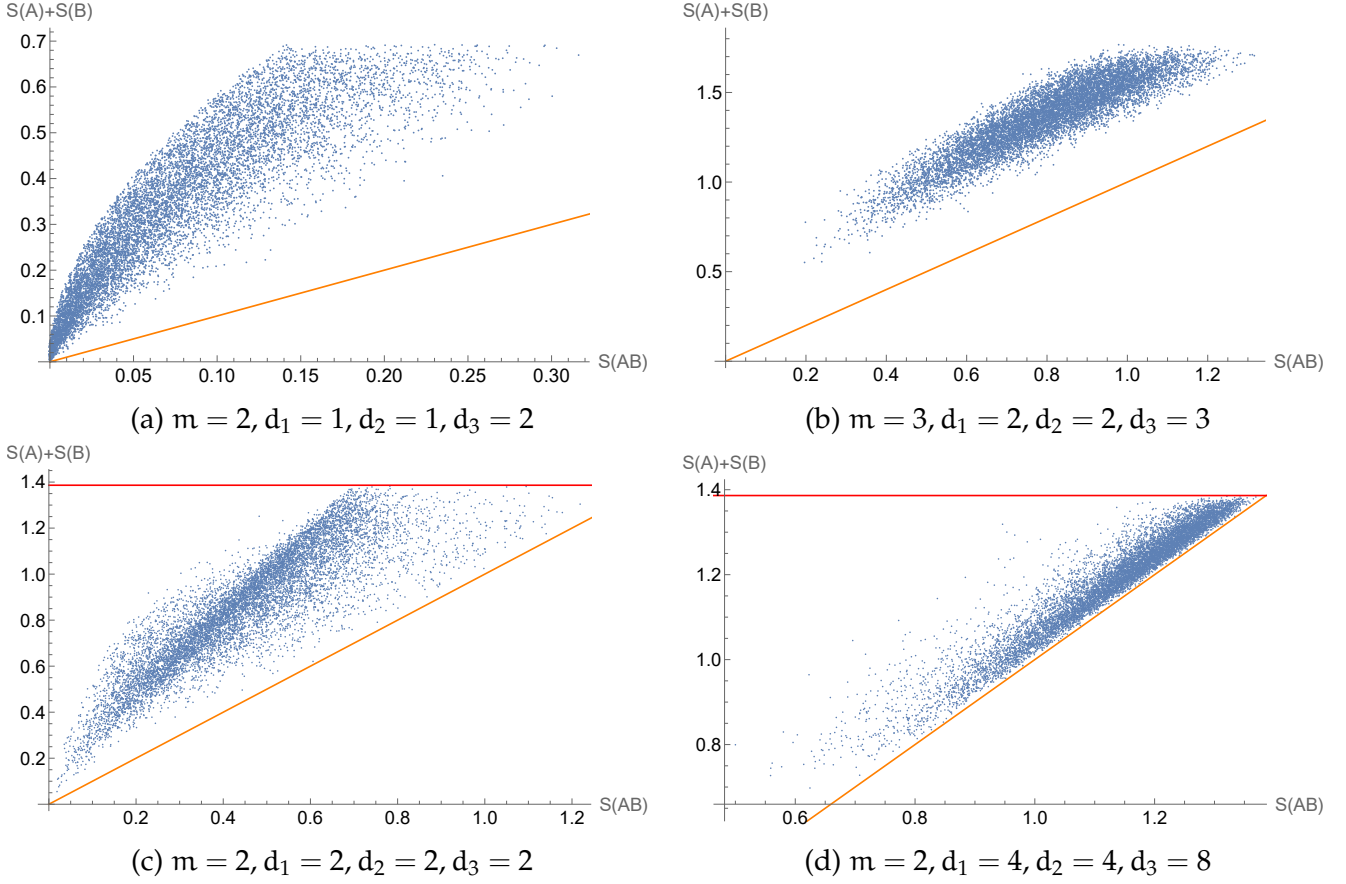 S(A)+S(B)
0.7
0.6
0.5
0.4
0.3
0.2
0.1
0.05 0.10 0.15 0.20 0.25 0.30
S(AB)
(a) m = 2, d₁ = 1, d₂ = 1, d₃ = 2
S(A)+S(B)
1.5
1.0
0.5
0.2 0.4 0.6 0.8 1.0 1.2
S(AB)
(b) m = 3, d₁ = 2, d₂ = 2, d₃ = 3
S(A)+S(B)
1.4
1.2
1.0
0.8
0.6
0.4
0.2
0.2 0.4 0.6 0.8 1.0 1.2
S(AB)
(c) m = 2, d₁ = 2, d₂ = 2, d₃ = 2
S(A)+S(B)
1.4
1.2
1.0
0.8
0.6 0.8 1.0 1.2
S(AB)
(d) m = 2, d₁ = 4, d₂ = 4, d₃ = 8